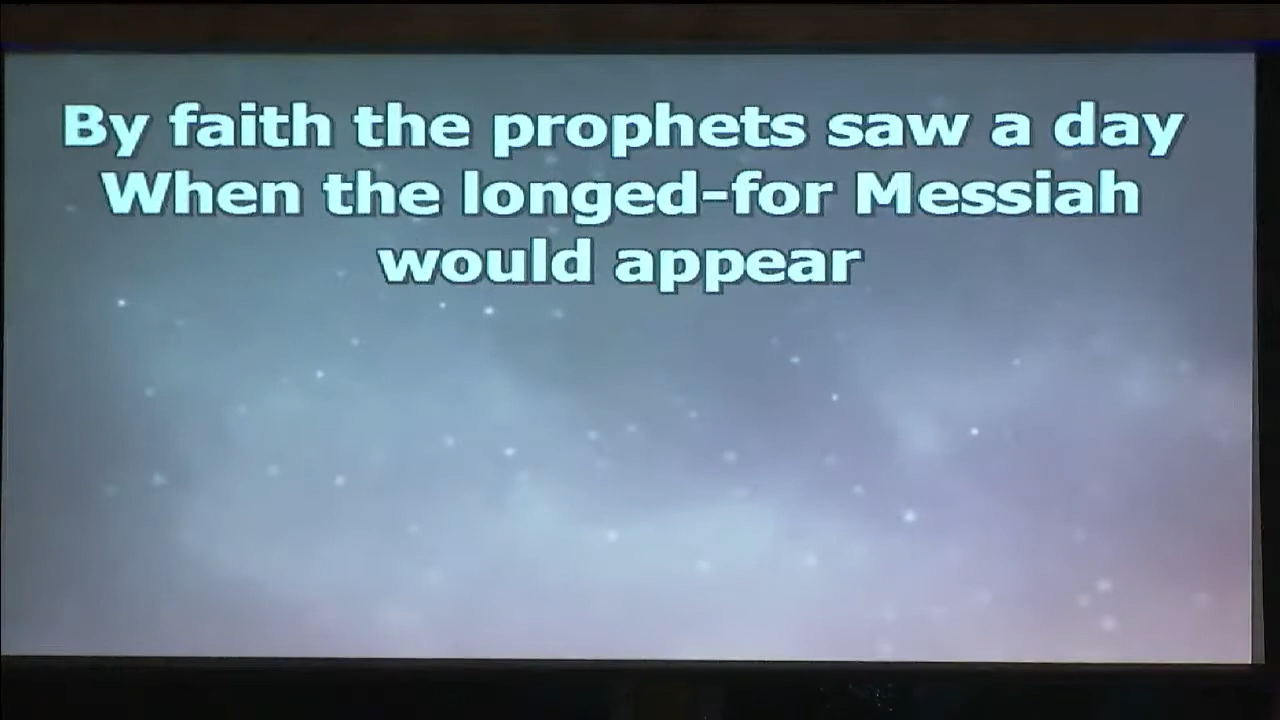 By faith the prophets saw a day
When the longed-for Messiah
would appear